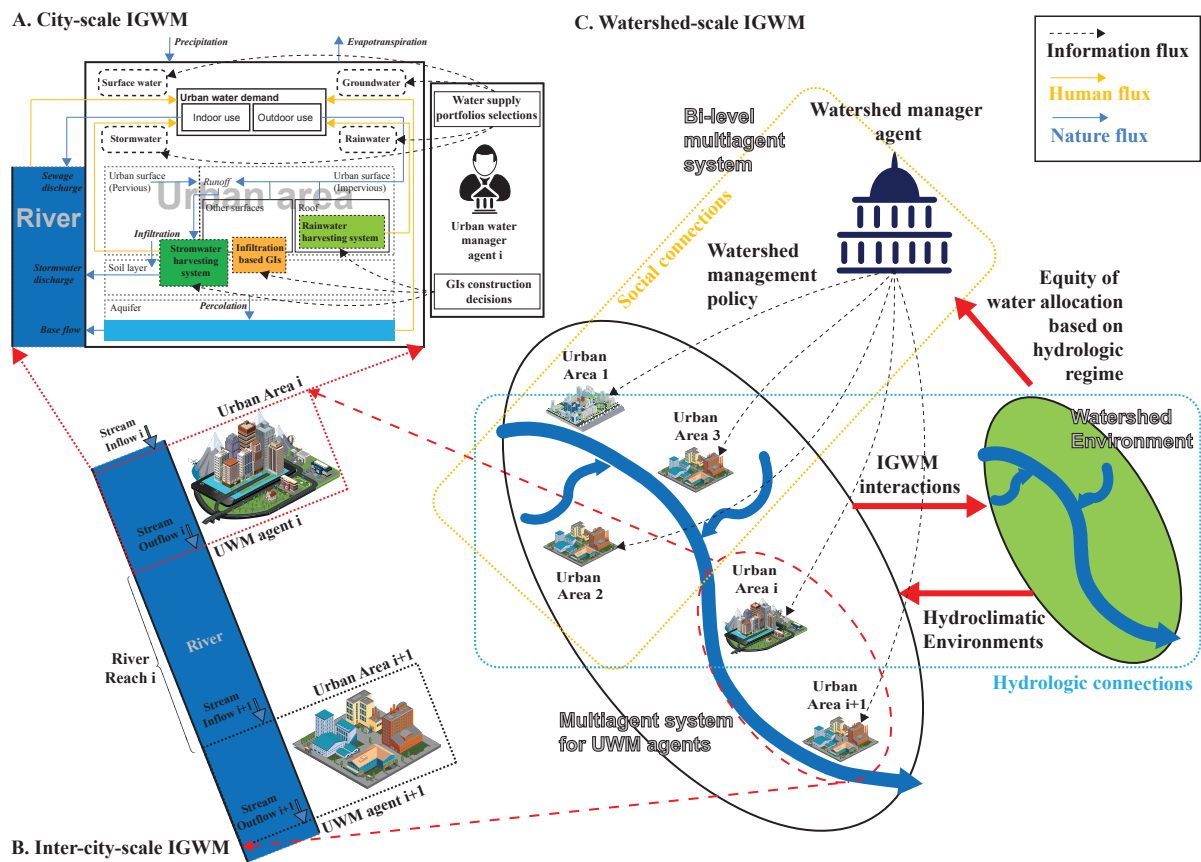 A. City-scale IGWM
Precipitation
Evapotranspiration
Surface water
Groundwater
Urban water demand
Indoor use
Outdoor use
Stormwater
Rainwater
Water supply
portfolios selections
Sewage
discharge
River
Urban surface
(Pervious)
Runoff
Urban surface
(Impervious)
Urban area
Other surfaces
Roof
Rainwater
harvesting system
Infiltration
Stromwater
harvesting
system
Infiltration
based GIs
Urban water
manager
agent i
Soil layer
Stormwater
discharge
GIs construction
decisions
Aquifer
Percolation
Base flow
Urban Area i
Stream
Inflow i
Stream
Outflow i
UWM agent i
River
River
Reach i
Urban Area i+1
Stream
Inflow i+1
Stream
Outflow i+1
UWM agent i+1
B. Inter-city-scale IGWM
C. Watershed-scale IGWM
Information flux
Human flux
Nature flux
Bi-level
multiagent
system
Watershed manager
agent
Social connections
Watershed
management
policy
Equity of
water allocation
based on
hydrologic
regime
Urban
Area 1
Urban
Area 3
Watershed
Environment
IGWM
interactions
Urban
Area 2
Urban
Area i
Hydroclimatic
Environments
Urban
Area i+1
Hydrologic connections
Multiagent system
for UWM agents